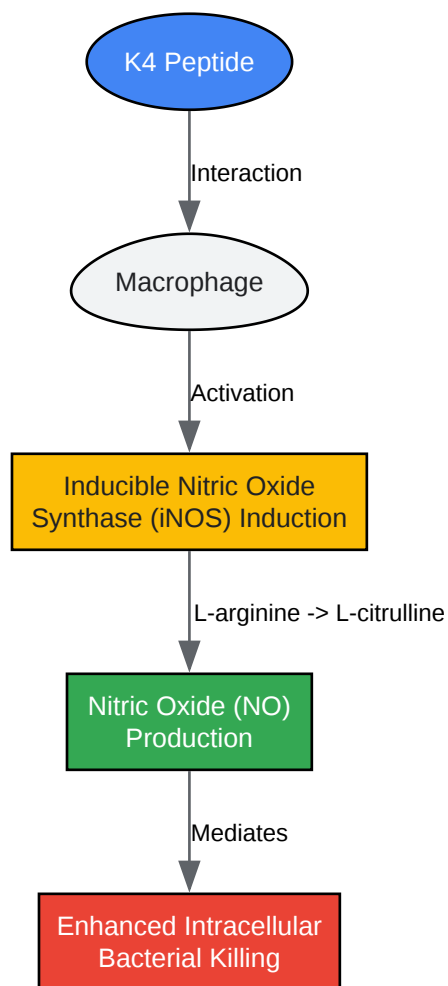 K4 Peptide
Interaction
Macrophage
Activation
Inducible Nitric Oxide
Synthase (iNOS) Induction
L-arginine -> L-citrulline
Nitric Oxide (NO)
Production
Mediates
Enhanced Intracellular
Bacterial Killing